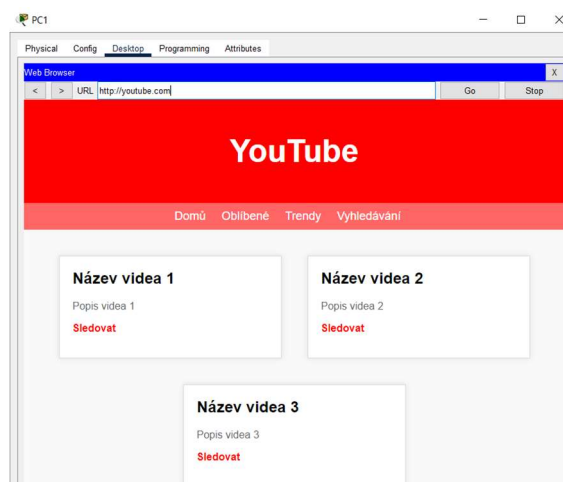 PC1
Physical Config Desktop Programming Attributes
Web Browser X
< > URL http://youtube.com Go Stop
YouTube
Domů Oblíbené Trendy Vyhledávání
Název videa 1
Popis videa 1
Sledovat
Název videa 2
Popis videa 2
Sledovat
Název videa 3
Popis videa 3
Sledovat